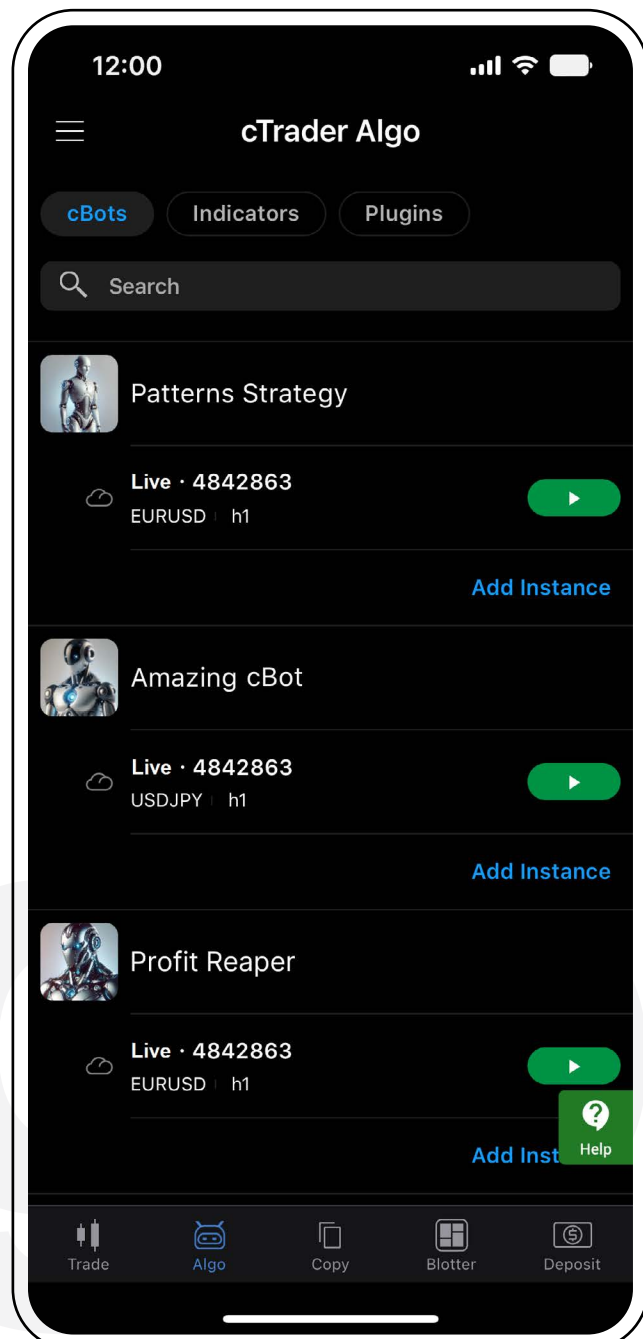 12:00
cTrader Algo
cBots Indicators Plugins
Search
Patterns Strategy
Live · 4842863
EURUSD h1
Add Instance
Amazing cBot
Live · 4842863
USDJPY h1
Add Instance
Profit Reaper
Live · 4842863
EURUSD h1
Add Inst
Help
Trade Algo Copy Blotter Deposit